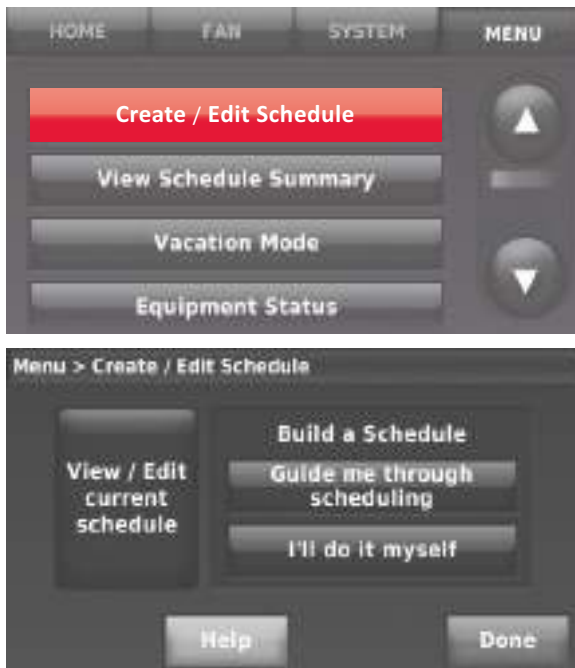 HOME FAN SYSTEM MENU
Create / Edit Schedule
View Schedule Summary
Vacation Mode
Equipment Status
Menu > Create / Edit Schedule
View / Edit
current
schedule
Build a Schedule
Guide me through
scheduling
I'll do it myself
Help Done